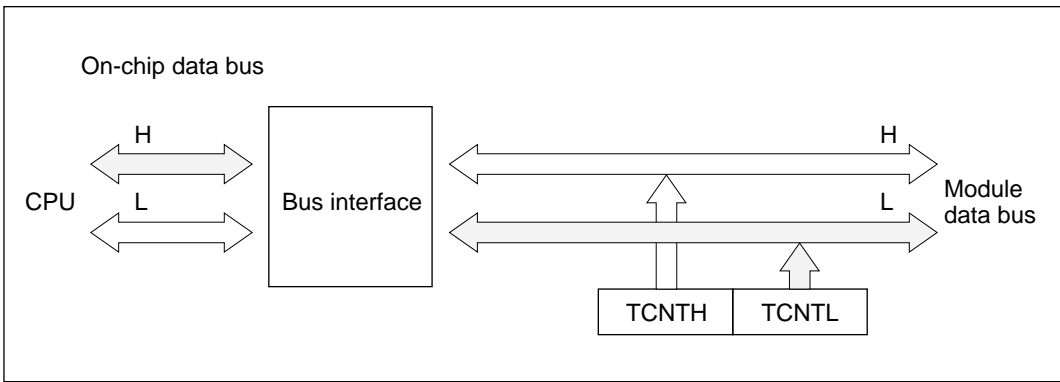 On-chip data bus
H
H
CPU
L
Bus interface
L
Module
data bus
TCNTH
TCNTL